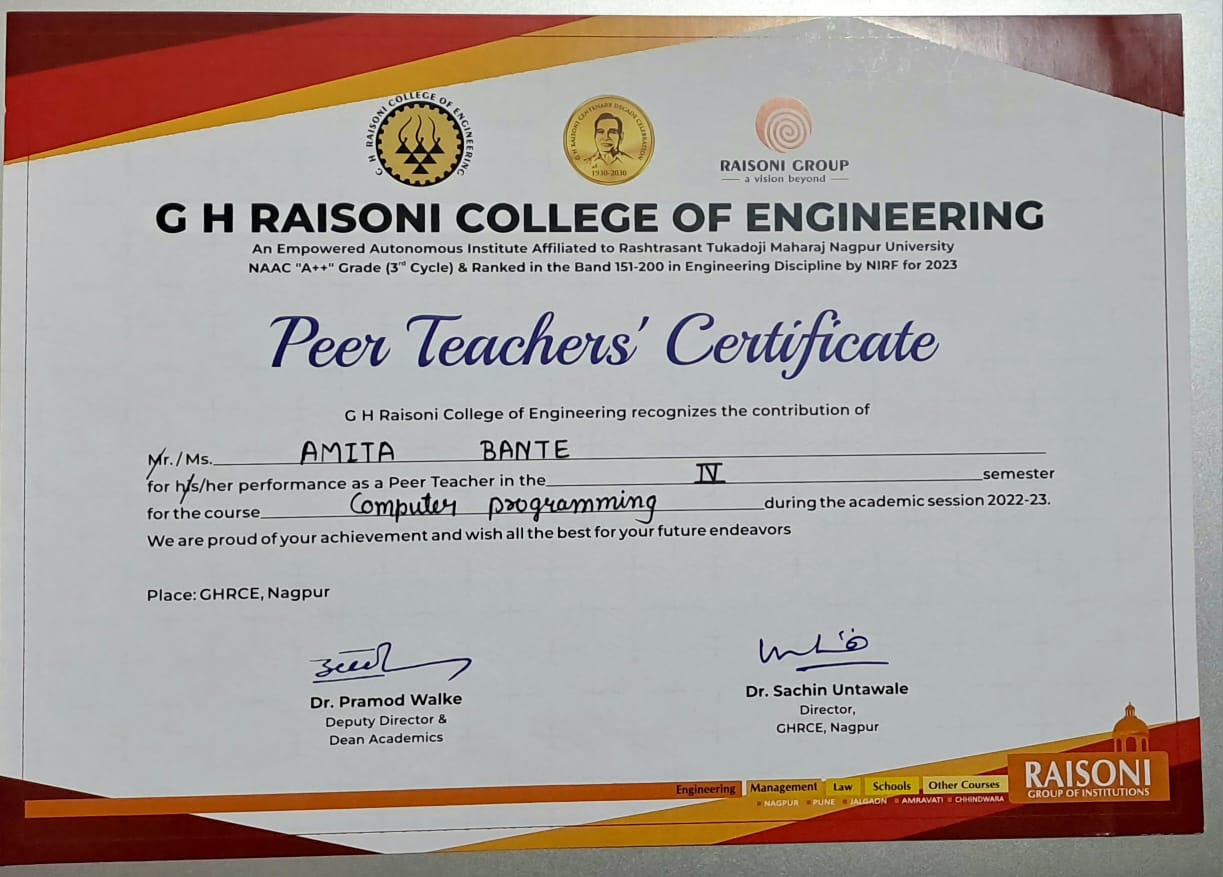 G H RAISONI COLLEGE OF ENGINEERING
G H RAISONI CENTENARY DECADE CELEBRATION
1930-2030
RAISONI GROUP
a vision beyond
G H RAISONI COLLEGE OF ENGINEERING
An Empowered Autonomous Institute Affiliated to Rashtrasant Tukadoji Maharaj Nagpur University
NAAC "A++" Grade (3rd Cycle) & Ranked in the Band 151-200 in Engineering Discipline by NIRF for 2023
Peer Teachers' Certificate
G H Raisoni College of Engineering recognizes the contribution of
Mr./Ms. AMITA BANTE
for his/her performance as a Peer Teacher in the IV semester
for the course Computer programming during the academic session 2022-23.
We are proud of your achievement and wish all the best for your future endeavors
Place: GHRCE, Nagpur
Dr. Pramod Walke
Deputy Director &
Dean Academics
Dr. Sachin Untawale
Director,
GHRCE, Nagpur
Engineering Management Law Schools Other Courses
NAGPUR PUNE JALGAON AMRAVATI CHHINDWARA
RAISONI
GROUP OF INSTITUTIONS